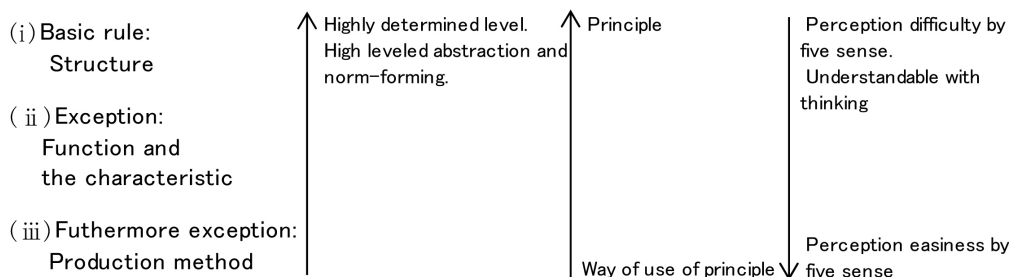 (ⅰ)Basic rule:
Structure
(ⅱ)Exception:
Function and
the characteristic
(ⅲ)Futhermore exception:
Production method
Highly determined level.
High leveled abstraction and
norm-forming.
Principle
Way of use of principle
Perception difficulty by
five sense.
Understandable with
thinking
Perception easiness by
five sense